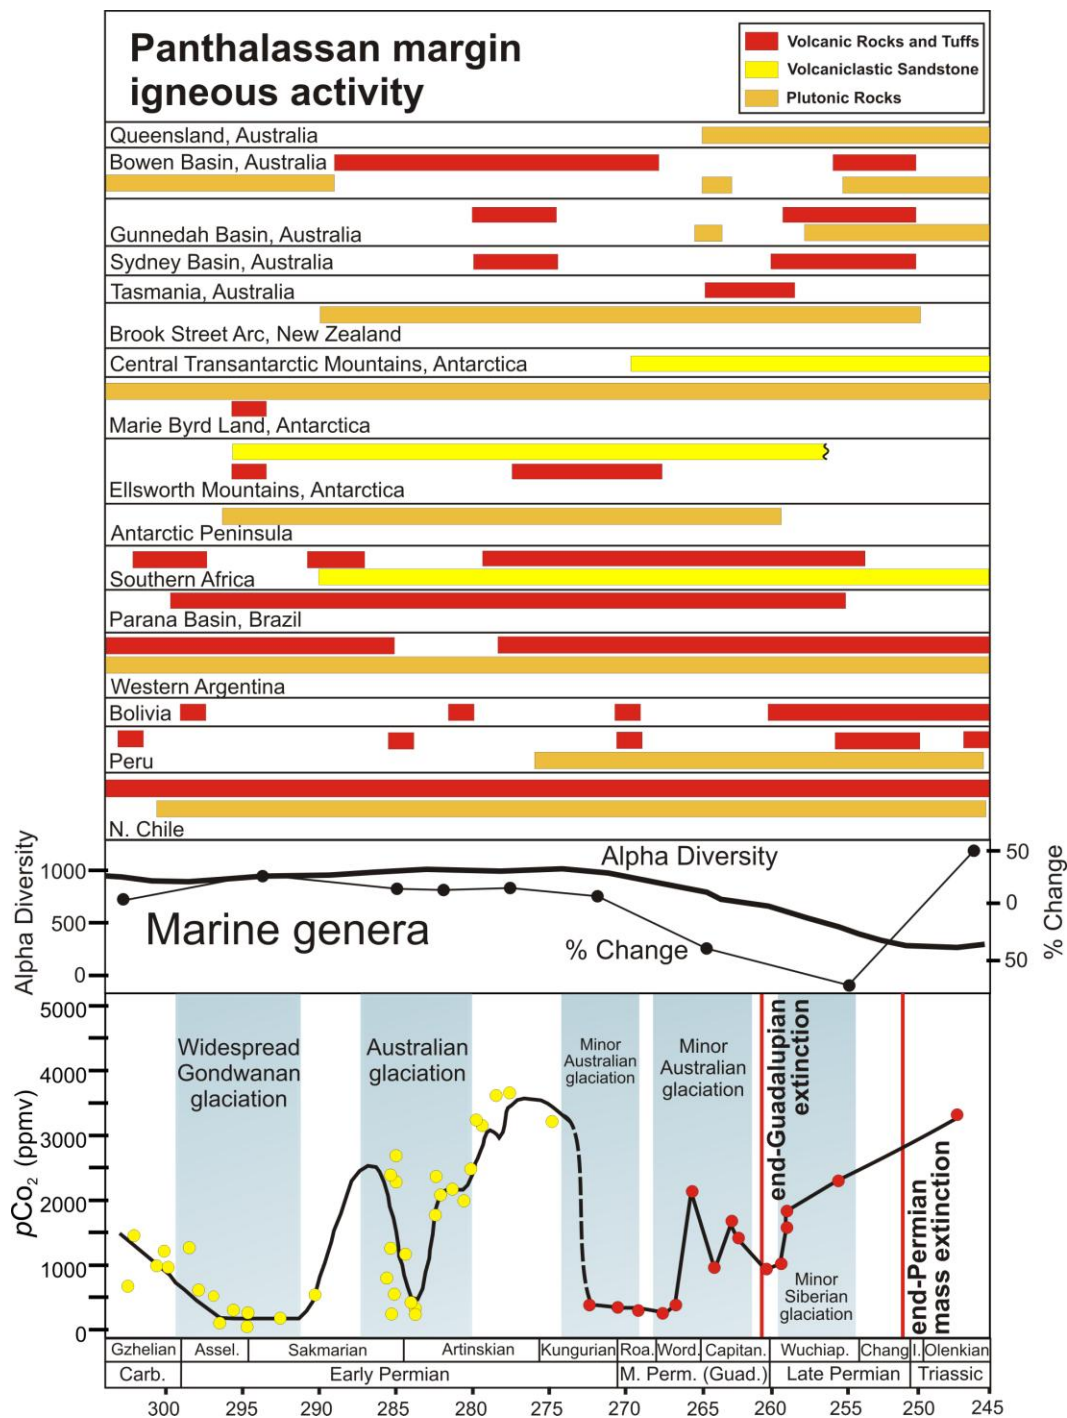 Panthalassan margin
igneous activity
Volcanic Rocks and Tuffs
Volcaniclastic Sandstone
Plutonic Rocks
Queensland, Australia
Bowen Basin, Australia
Gunnedah Basin, Australia
Sydney Basin, Australia
Tasmania, Australia
Brook Street Arc, New Zealand
Central Transantarctic Mountains, Antarctica
Marie Byrd Land, Antarctica
Ellsworth Mountains, Antarctica
Antarctic Peninsula
Southern Africa
Parana Basin, Brazil
Western Argentina
Bolivia
Peru
N. Chile
Alpha Diversity
1000
500
0
Alpha Diversity
Marine genera
% Change
50
0
50
% Change
pCo2 (ppmv)
5000
4000
3000
2000
1000
0
Widespread
Gondwanan
glaciation
Australian
glaciation
Minor
Australian
glaciation
Minor
Australian
glaciation
end-Guadalupian
extinction
Minor
Siberian
glaciation
end-Permian
mass extinction
Gzhelian Assel. Sakmarian Artinskian Kungurian Roa. Word. Capitan. Wuchiap. Chang I. Olenkian
Carb. Early Permian M. Perm. (Guad.) Late Permian Triassic
300 295 290 285 280 275 270 265 260 255 250 245